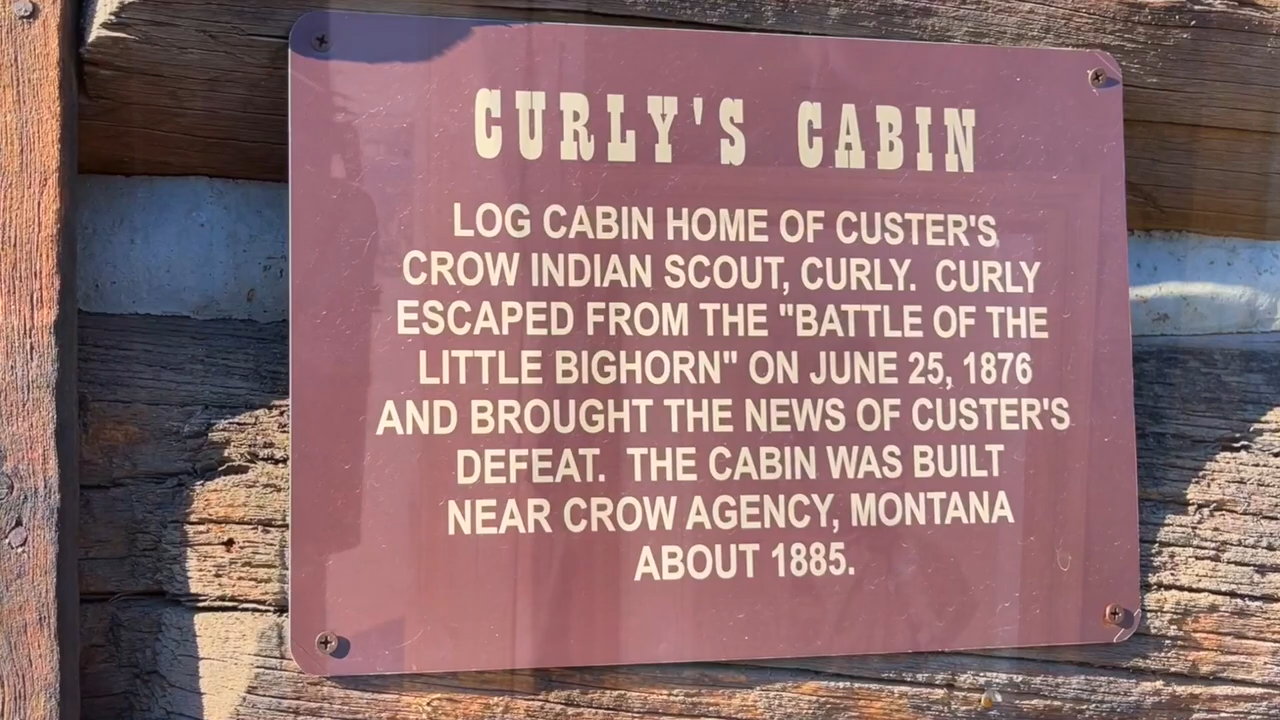 CURLY'S CABIN
LOG CABIN HOME OF CUSTER'S
CROW INDIAN SCOUT, CURLY. CURLY
ESCAPED FROM THE "BATTLE OF THE
LITTLE BIGHORN" ON JUNE 25, 1876
AND BROUGHT THE NEWS OF CUSTER'S
DEFEAT. THE CABIN WAS BUILT
NEAR CROW AGENCY, MONTANA
ABOUT 1885.